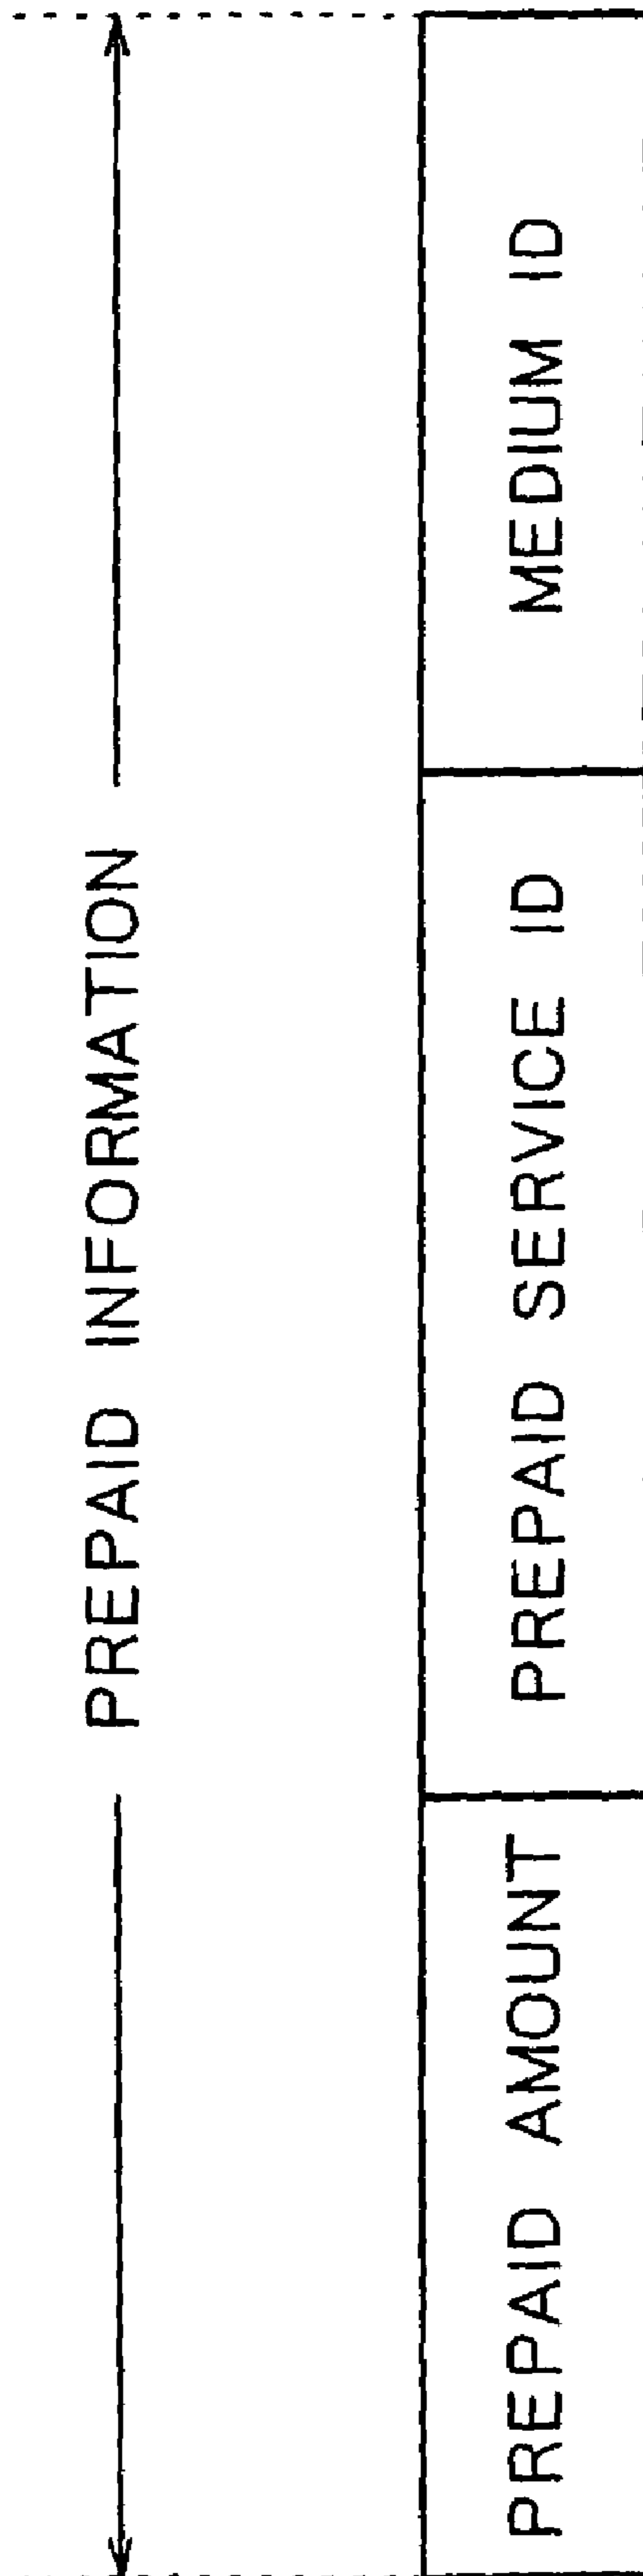 PREPAID INFORMATION
PREPAID AMOUNT
PREPAID SERVICE ID
MEDIUM ID